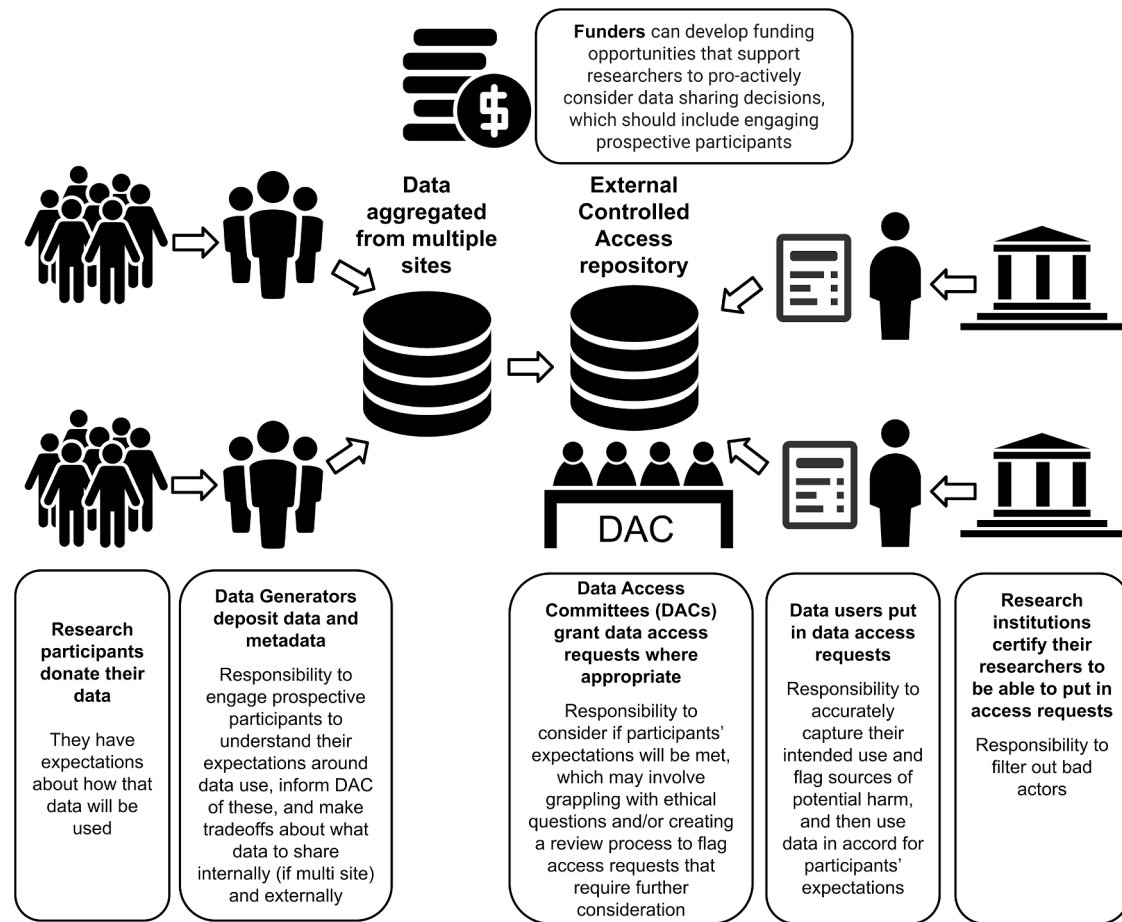 Funders can develop funding
opportunities that support
researchers to pro-actively
consider data sharing decisions,
which should include engaging
prospective participants
Data
aggregated
from multiple
sites
External
Controlled
Access
repository
$
DAC
Research
participants
donate their
data
They have
expectations
about how that
data will be
used
Data Generators
deposit data and
metadata
Responsibility to
engage prospective
participants to
understand their
expectations around
data use, inform DAC
of these, and make
tradeoffs about what
data to share
internally (if multi site)
and externally
Data Access
Committees (DACs)
grant data access
requests where
appropriate
Responsibility to
consider if participants'
expectations will be met,
which may involve
grappling with ethical
questions and/or creating
a review process to flag
access requests that
require further
consideration
Data users put
in data access
requests
Responsibility to
accurately
capture their
intended use and
flag sources of
potential harm,
and then use
data in accord for
participants'
expectations
Research
institutions
certify their
researchers to
be able to put in
access requests
Responsibility to
filter out bad
actors